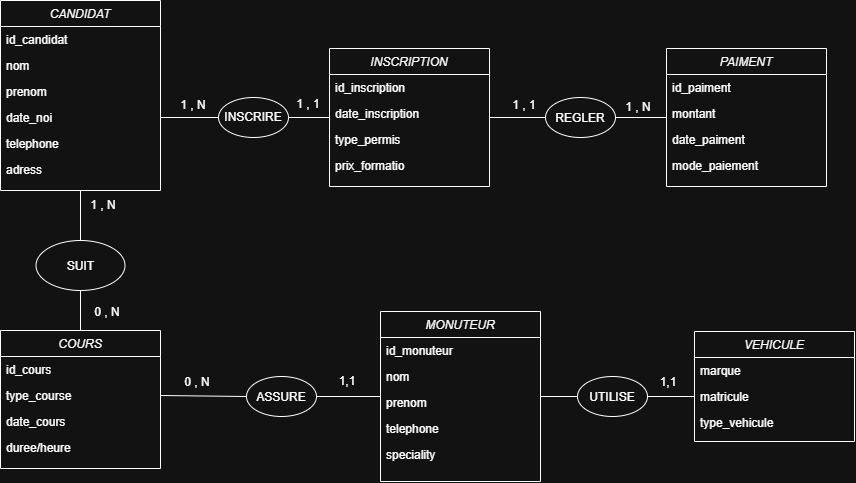 CANDIDAT
id_candidat
nom
prenom
date_noi
telephone
adress
1 , N
INSCRIRE
1 , 1
INSCRIPTION
id_inscription
date_inscription
type_permis
prix_formatio
1 , 1
REGLER
1 , N
PAIMENT
id_paiment
montant
date_paiment
mode_paiement
1 , N
SUIT
0 , N
COURS
id_cours
type_course
date_cours
duree/heure
0 , N
ASSURE
1,1
MONUTEUR
id_monuteur
nom
prenom
telephone
speciality
UTILISE
1,1
VEHICULE
marque
matricule
type_vehicule